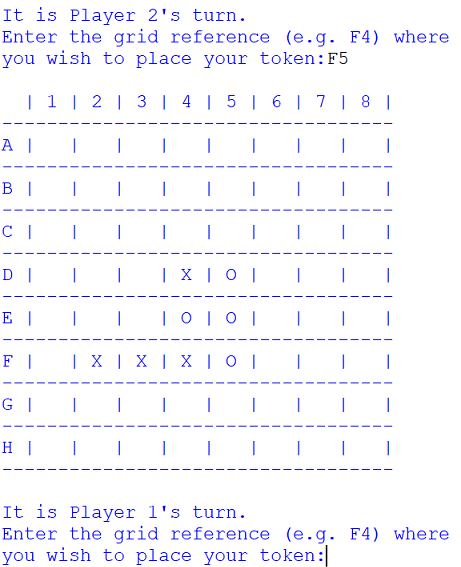 It is Player 2's turn.
Enter the grid reference (e.g. F4) where
you wish to place your token:F5
  | 1 | 2 | 3 | 4 | 5 | 6 | 7 | 8 |
-----------------------------------
A |   |   |   |   |   |   |   |   |
-----------------------------------
B |   |   |   |   |   |   |   |   |
-----------------------------------
C |   |   |   |   |   |   |   |   |
-----------------------------------
D |   |   |   | X | O |   |   |   |
-----------------------------------
E |   |   |   | O | O |   |   |   |
-----------------------------------
F |   | X | X | X | O |   |   |   |
-----------------------------------
G |   |   |   |   |   |   |   |   |
-----------------------------------
H |   |   |   |   |   |   |   |   |
-----------------------------------
It is Player 1's turn.
Enter the grid reference (e.g. F4) where
you wish to place your token: